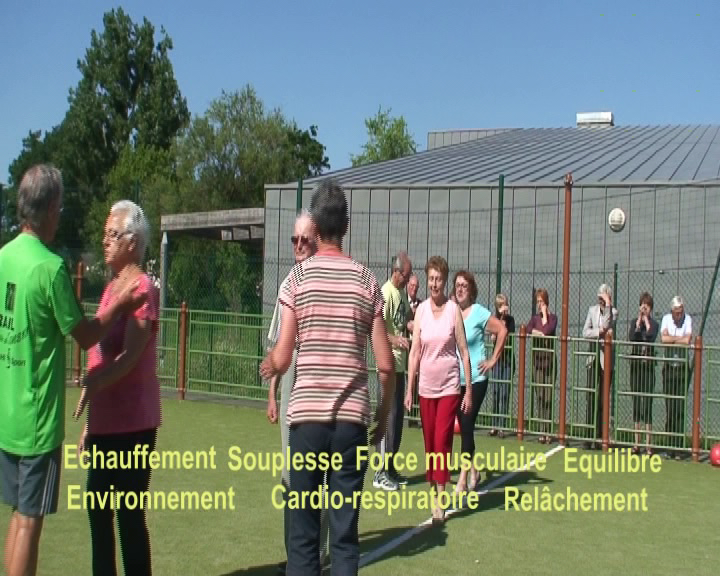 Echauffement Souplesse Force musculaire Equilibre
Environnement Cardio-respiratoire Relâchement